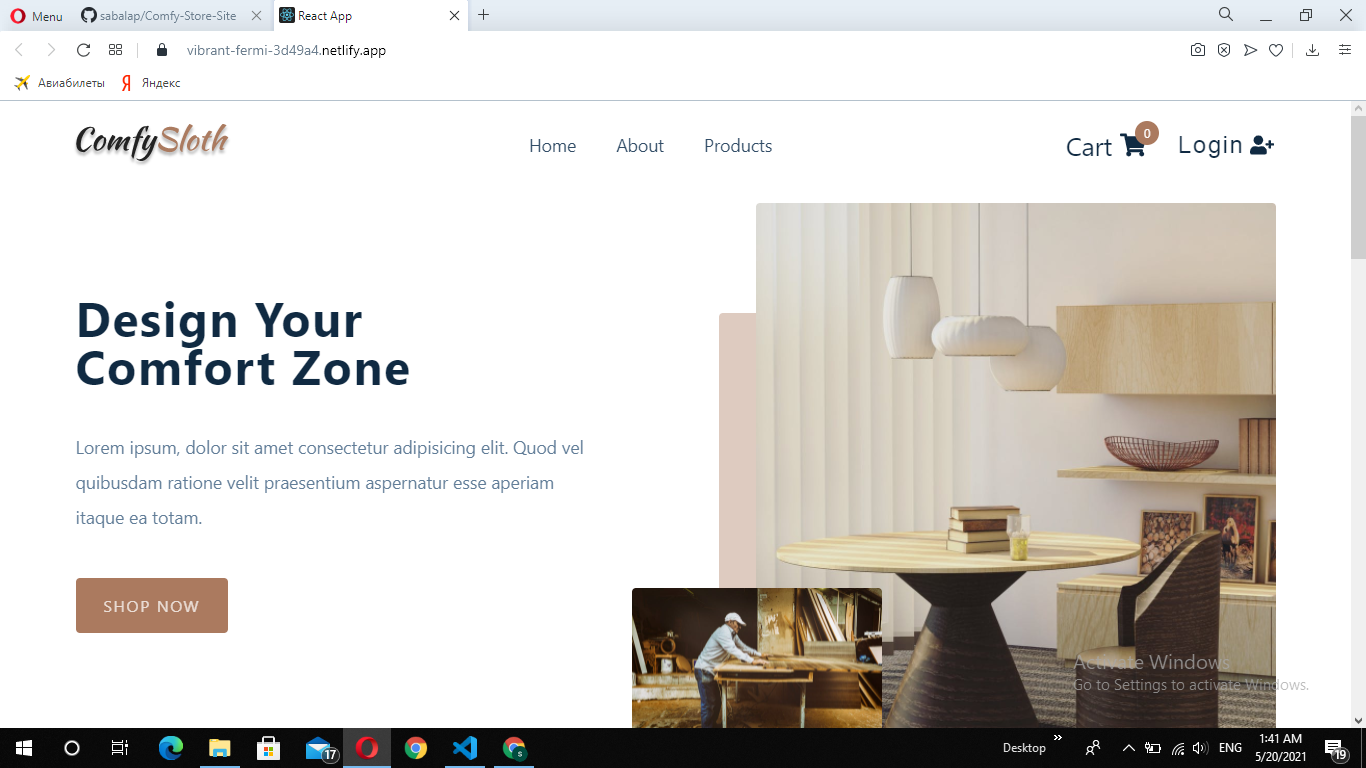 Menu
sabalap/Comfy-Store-Site
React App
vibrant-fermi-3d49a4.netlify.app
Авиабилеты
Яндекс
ComfySloth
Home
About
Products
Cart
0
Login
Design Your
Comfort Zone
Lorem ipsum, dolor sit amet consectetur adipisicing elit. Quod vel
quibusdam ratione velit praesentium aspernatur esse aperiam
itaque ea totam.
SHOP NOW
Activate Windows
Go to Settings to activate Windows.
17
S
Desktop
ENG
1:41 AM
5/20/2021
19